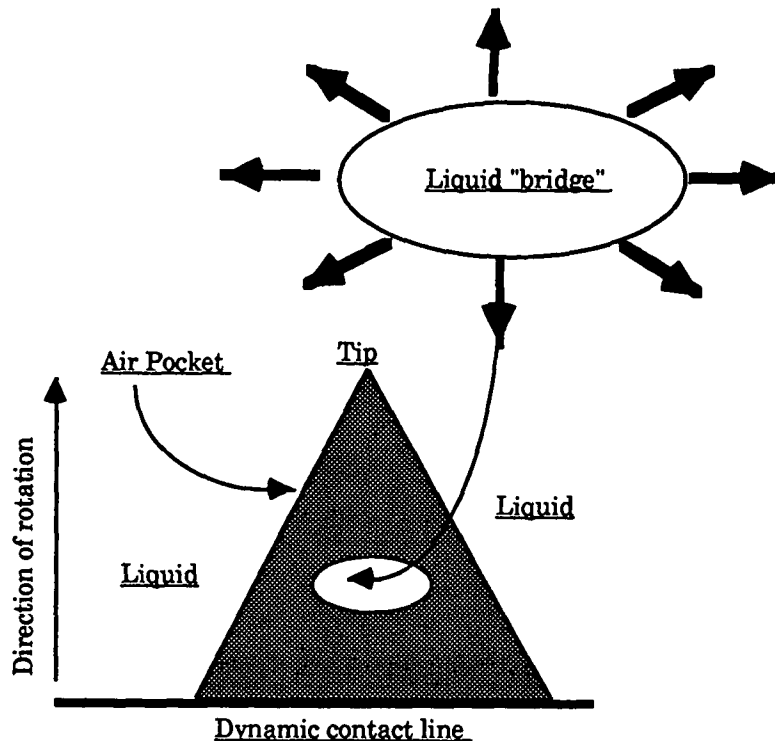 Liquid "bridge"
Air Pocket
Tip
Direction of rotation
Liquid
Liquid
Dynamic contact line